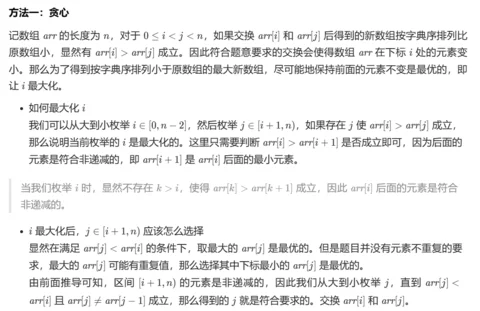 方法一：贪心
记数组 arr 的长度为 n，对于 0 ≤ i < j < n，如果交换 arr[i] 和 arr[j] 后得到的新数组按字典序排列比
原数组小，显然有 arr[i] > arr[j] 成立。因此符合题意要求的交换会使得数组 arr 在下标 i 处的元素变
小。那么为了得到按字典序排列小于原数组的最大新数组，尽可能地保持前面的元素不变是最优的，即
让 i 最大化。
• 如何最大化 i
我们可以从大到小枚举 i ∈ [0, n − 2]，然后枚举 j ∈ [i + 1, n)，如果存在 j 使 arr[i] > arr[j] 成立，
那么说明当前枚举的 i 是最大化的。这里只需要判断 arr[i] > arr[i + 1] 是否成立即可，因为后面的
元素是符合非递减的，即 arr[i + 1] 是 arr[i] 后面的最小元素。
当我们枚举 i 时，显然不存在 k > i，使得 arr[k] > arr[k + 1] 成立，因此 arr[i] 后面的元素是符合
非递减的。
• i 最大化后，j ∈ [i + 1, n) 应该怎么选择
显然在满足 arr[j] < arr[i] 的条件下，取最大的 arr[j] 是最优的。但是题目并没有元素不重复的要
求，最大的 arr[j] 可能有重复值，那么选择其中下标最小的 arr[j] 是最优的。
由前面推导可知，区间 [i + 1, n) 的元素是非递减的，因此我们从大到小枚举 j，直到 arr[j] <
arr[i] 且 arr[j] ≠ arr[j − 1] 成立，那么得到的 j 就是符合要求的。交换 arr[i] 和 arr[j]。